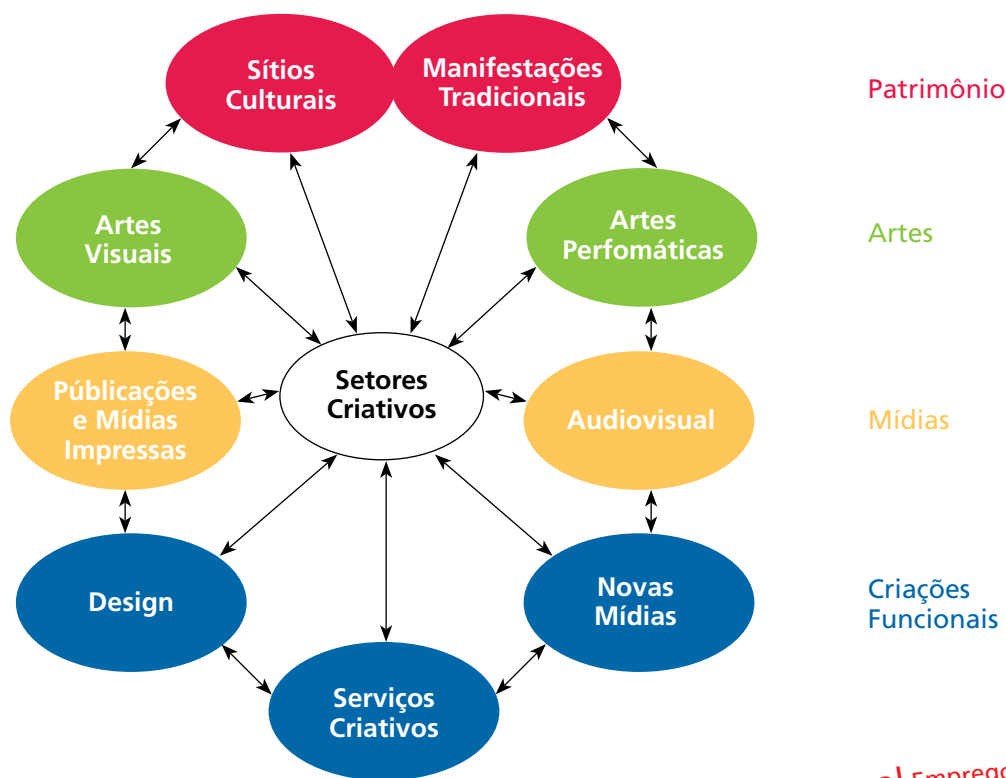 Sítios
Culturais
Manifestações
Tradicionais
Patrimônio
Artes
Visuais
Artes
Perfomáticas
Artes
Setores
Criativos
Públicações
e Mídias
Impressas
Audiovisual
Mídias
Design
Novas
Mídias
Criações
Funcionais
Serviços
Criativos